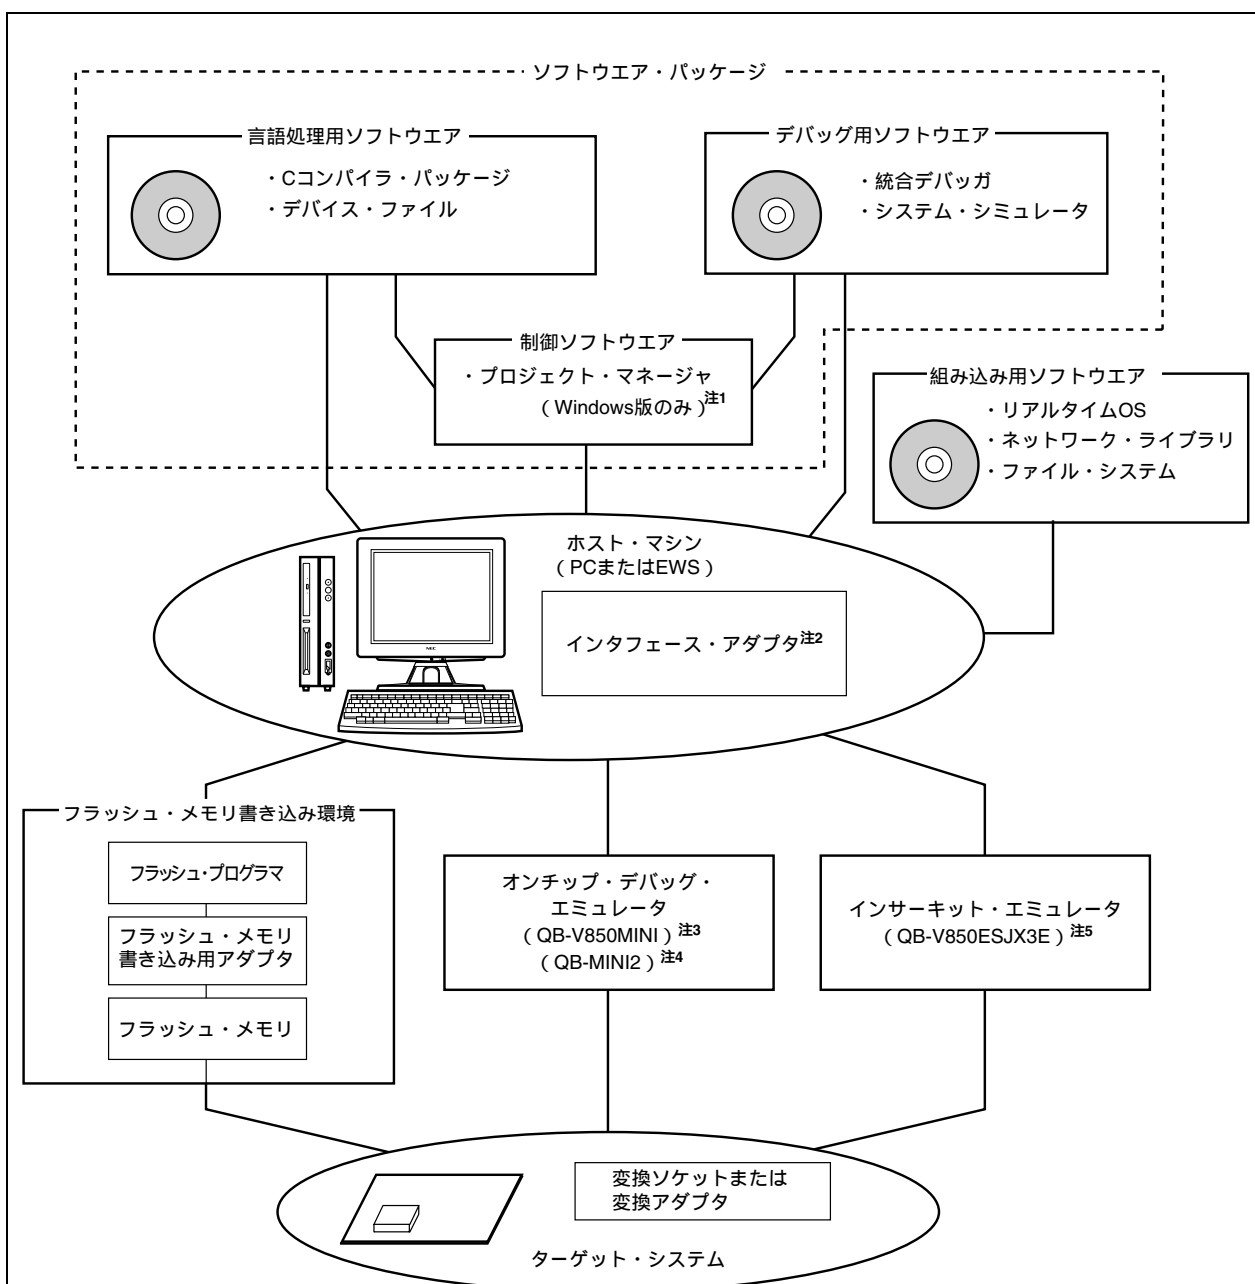 ソフトウエア・パッケージ
言語処理用ソフトウエア
・Cコンパイラ・パッケージ
・デバイス・ファイル
デバッグ用ソフトウエア
・統合デバッガ
・システム・シミュレータ
制御ソフトウエア
・プロジェクト・マネージャ
（Windows版のみ）注1
組み込み用ソフトウエア
・リアルタイムOS
・ネットワーク・ライブラリ
・ファイル・システム
ホスト・マシン
（PCまたはEWS）
インタフェース・アダプタ注2
NEC
フラッシュ・メモリ書き込み環境
フラッシュ・プログラマ
フラッシュ・メモリ
書き込み用アダプタ
フラッシュ・メモリ
オンチップ・デバッグ・
エミュレータ
（QB-V850MINI）注3
（QB-MINI2）注4
インサーキット・エミュレータ
（QB-V850ESJX3E）注5
変換ソケットまたは
変換アダプタ
ターゲット・システム